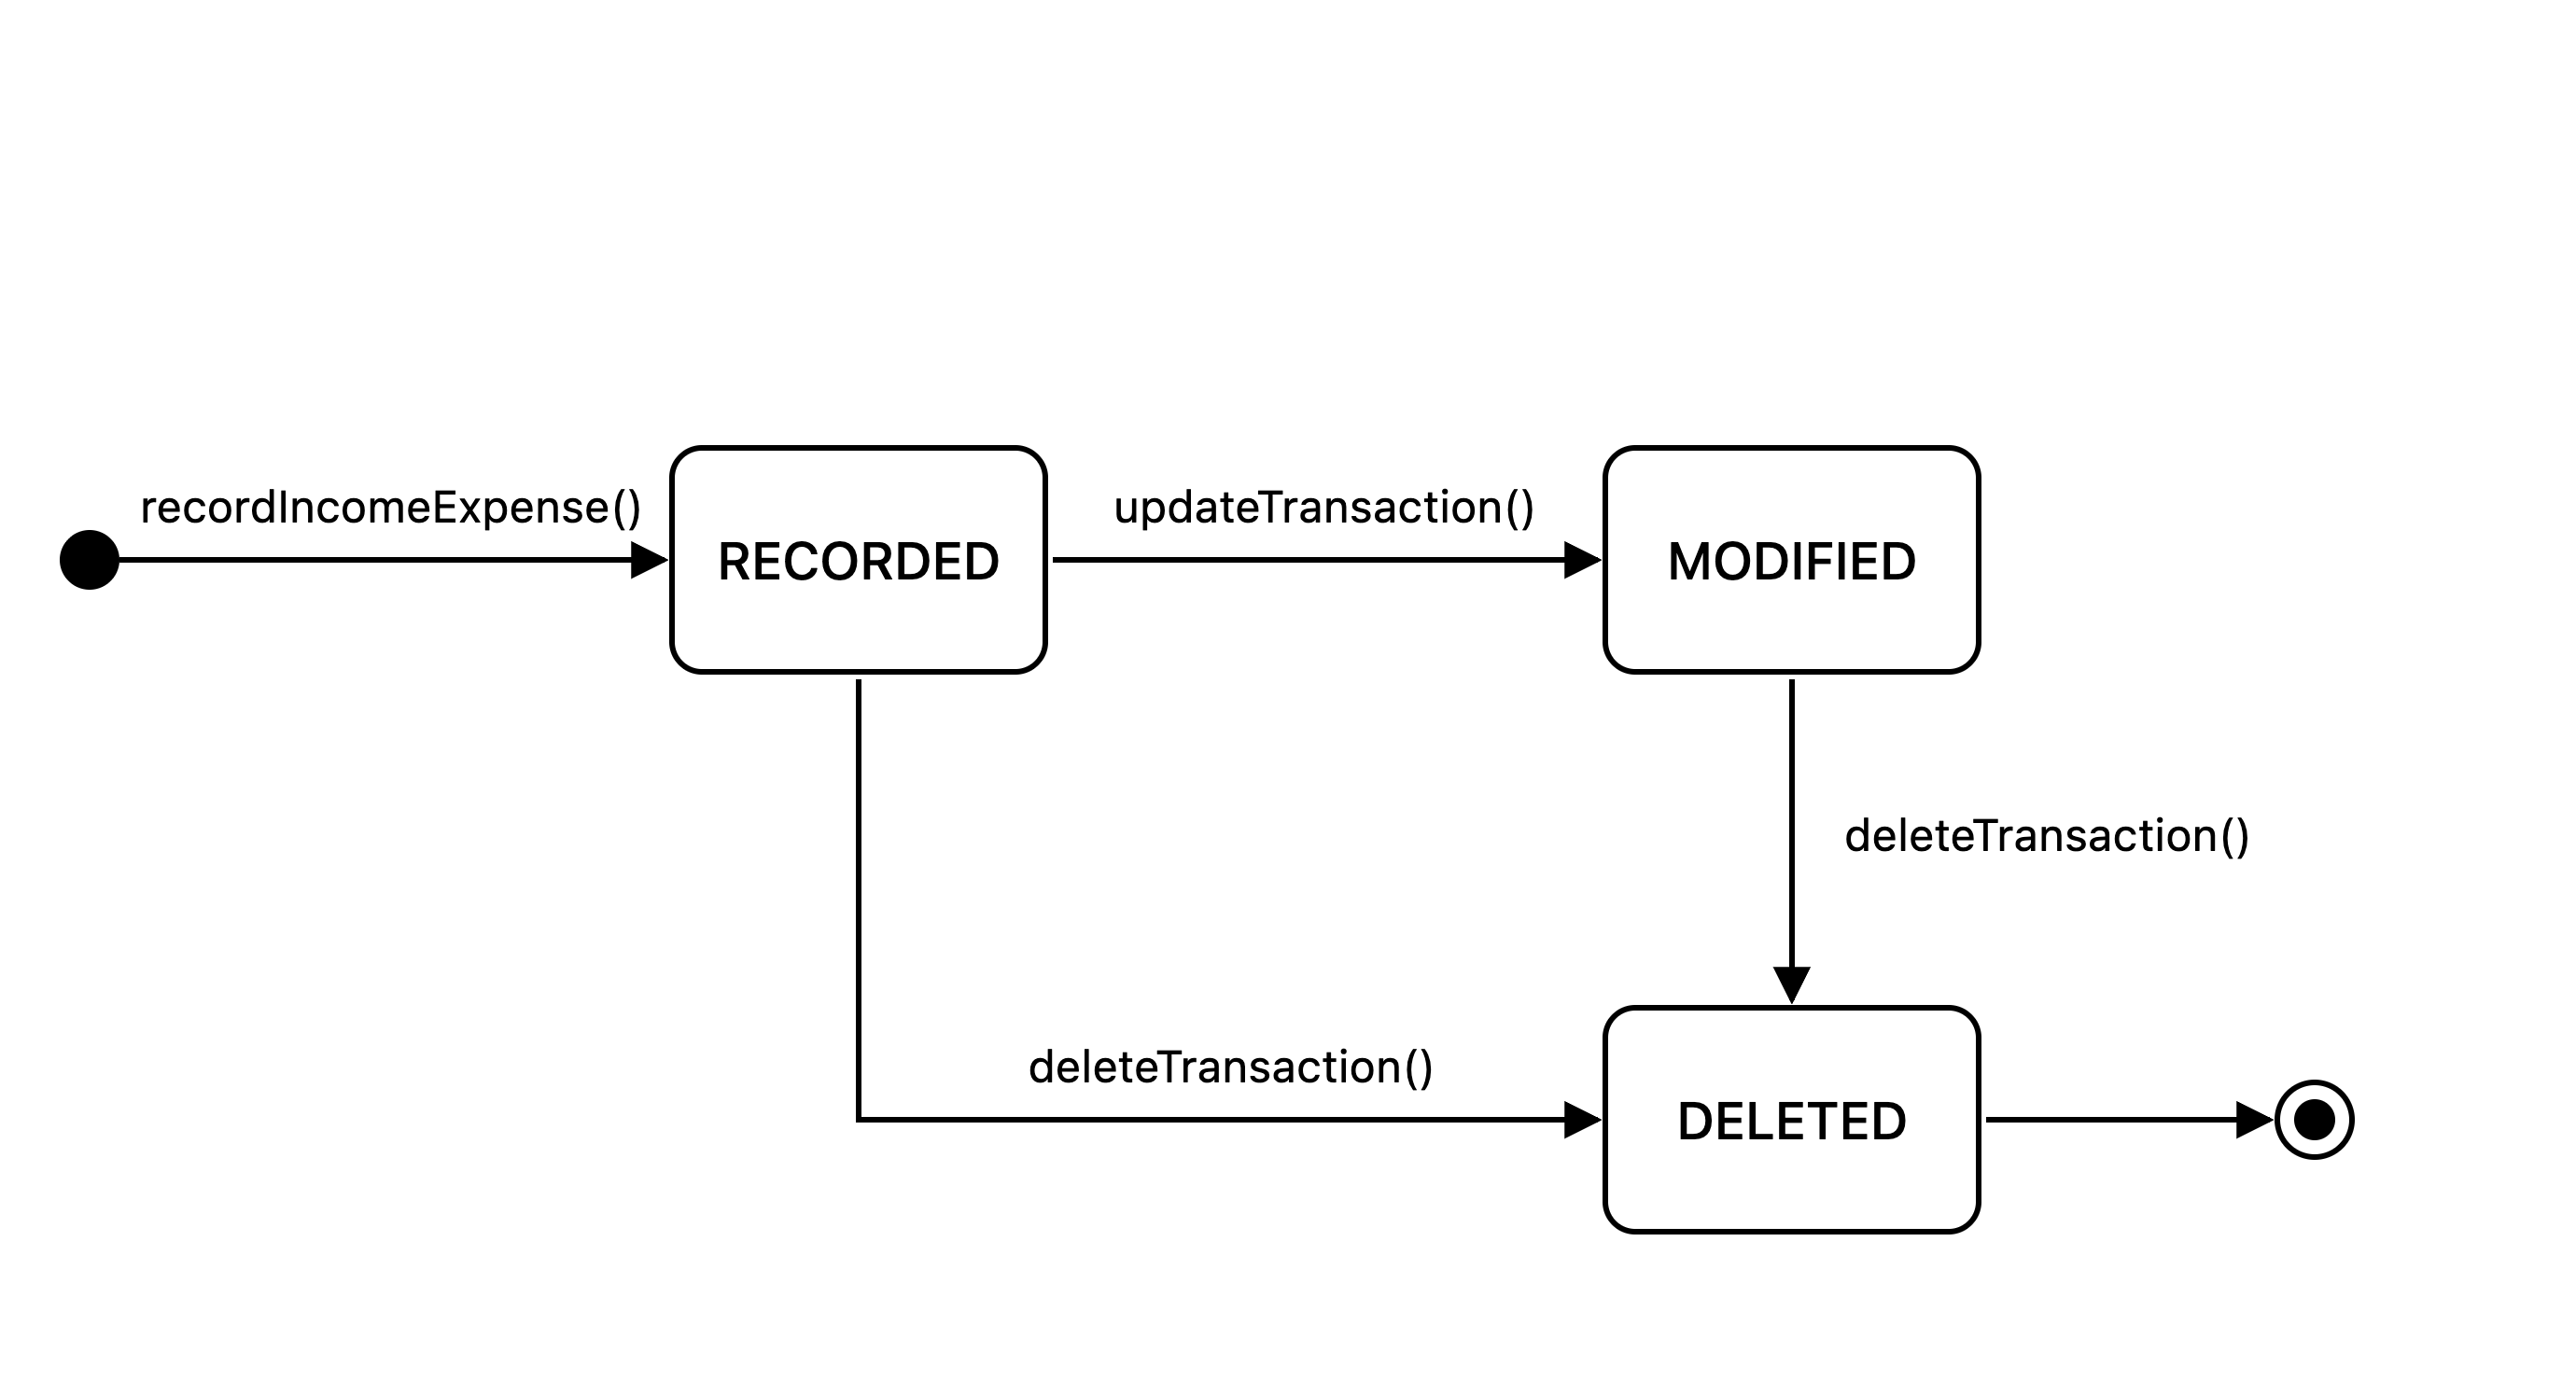 recordIncomeExpense()
RECORDED
updateTransaction()
MODIFIED
deleteTransaction()
deleteTransaction()
DELETED